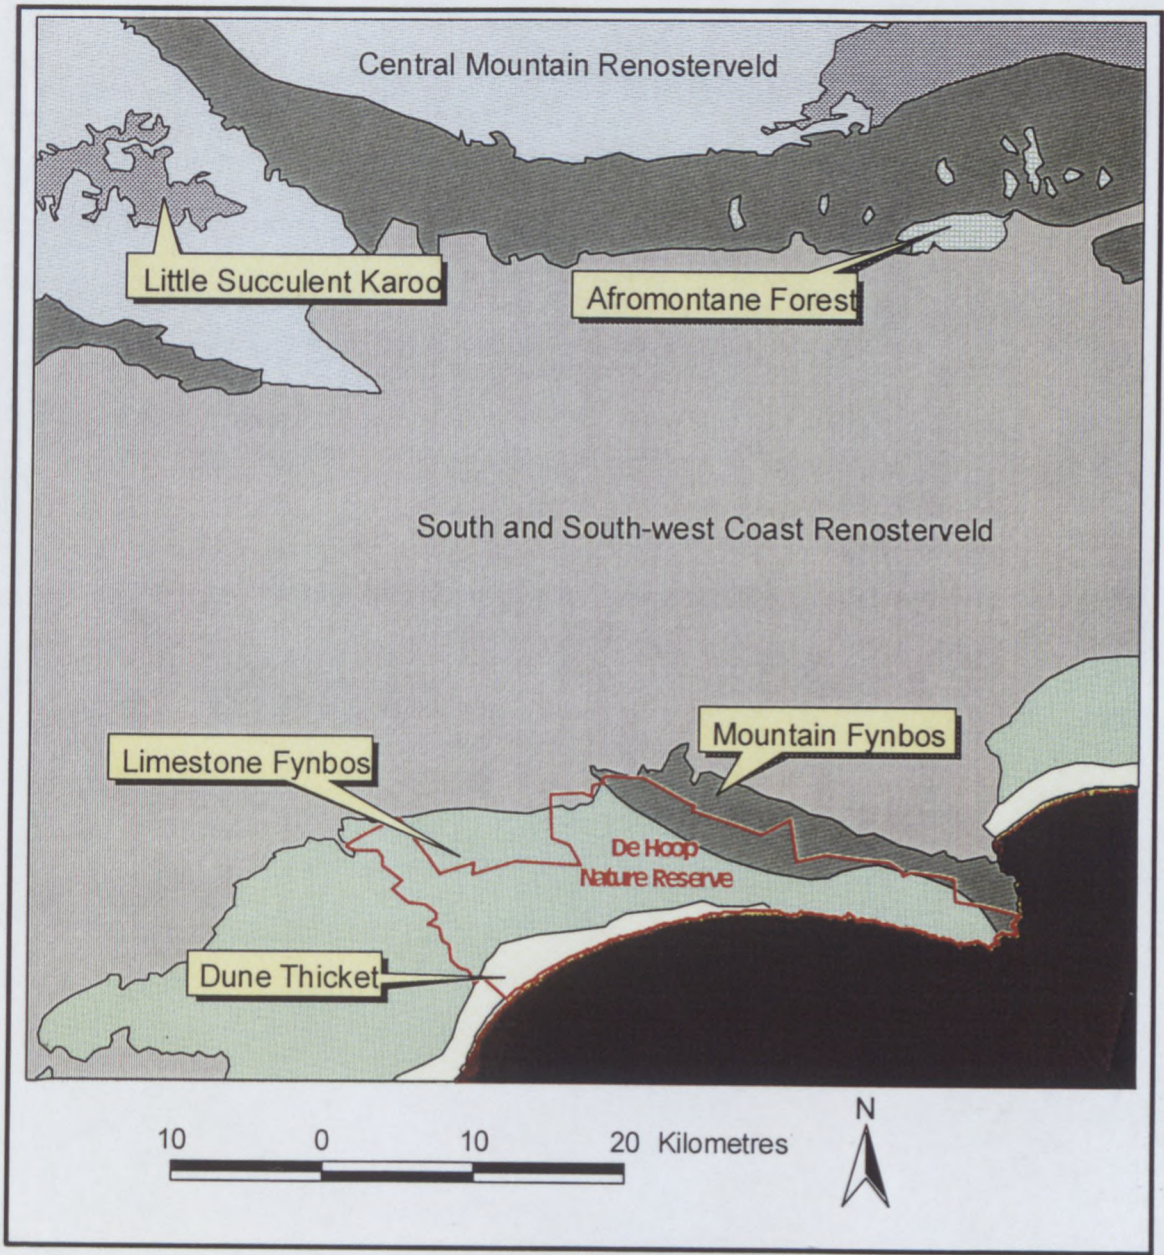 Central Mountain Renosterveld
Little Succulent Karoo
Afromontane Forest
South and South-west Coast Renosterveld
Mountain Fynbos
Limestone Fynbos
De Hoop
Nature Reserve
Dune Thicket
N
10 0 10 20 Kilometres